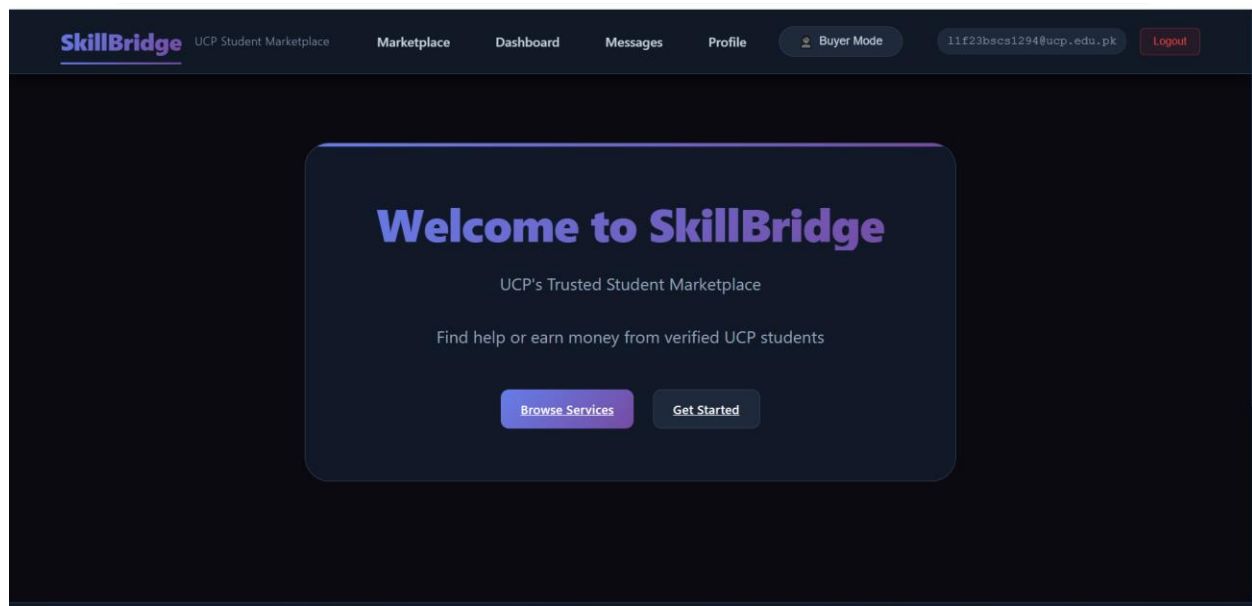 SkillBridge UCP Student Marketplace Marketplace Dashboard Messages Profile Buyer Mode l1f23bscs1294@ucp.edu.pk Logout
Welcome to SkillBridge
UCP's Trusted Student Marketplace
Find help or earn money from verified UCP students
Browse Services Get Started